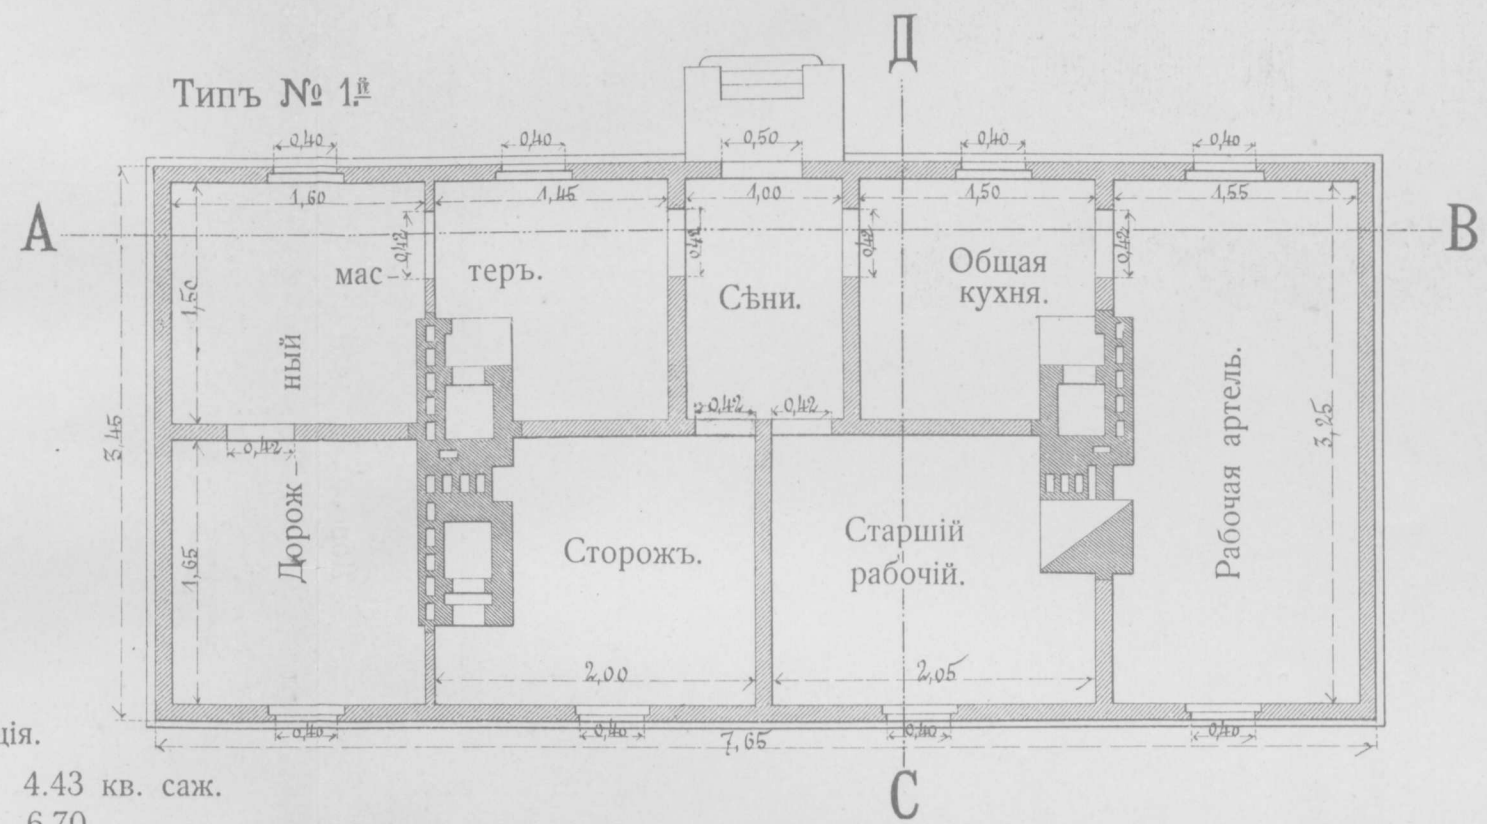 Д
Типъ № 1.й
0,40
0,40
0,50
0,40
0,40
1,60
1,45
1,00
1,50
1,55
А
В
0,42
0,42
0,42
0,42
мас-
теръ.
Сѣни.
Общая
кухня.
1,50
ный
3,45
0,42
0,42
0,42
Рабочая артель.
3,25
Дорож-
1,65
Сторожъ.
Старшій
рабочій.
2,00
2,05
0,40
0,40
0,40
0,40
7,65
ція.
С
4.43 кв. саж.
6.70